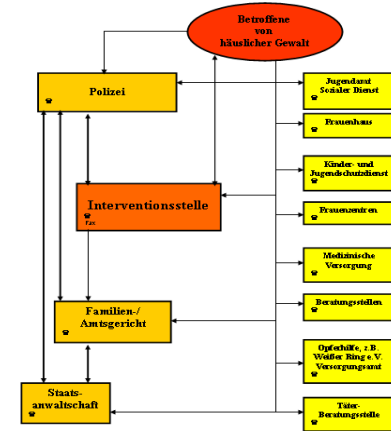 Betroffene
von
häuslicher Gewalt
Polizei
☎
Jugendamt
Sozialer Dienst
☎
Frauenhaus
☎
Kinder- und
Jugendschutzdienst
☎
Interventionsstelle
☎
Fax
Frauenzentren
☎
Medizinische
Versorgung
Beratungsstellen
☎
Familien-/
Amtsgericht
☎
Opferhilfe, z.B.
Weißer Ring e.V.
Versorgungsamt
☎
Staats-
anwaltschaft
☎
Täter-
Beratungsstelle
☎